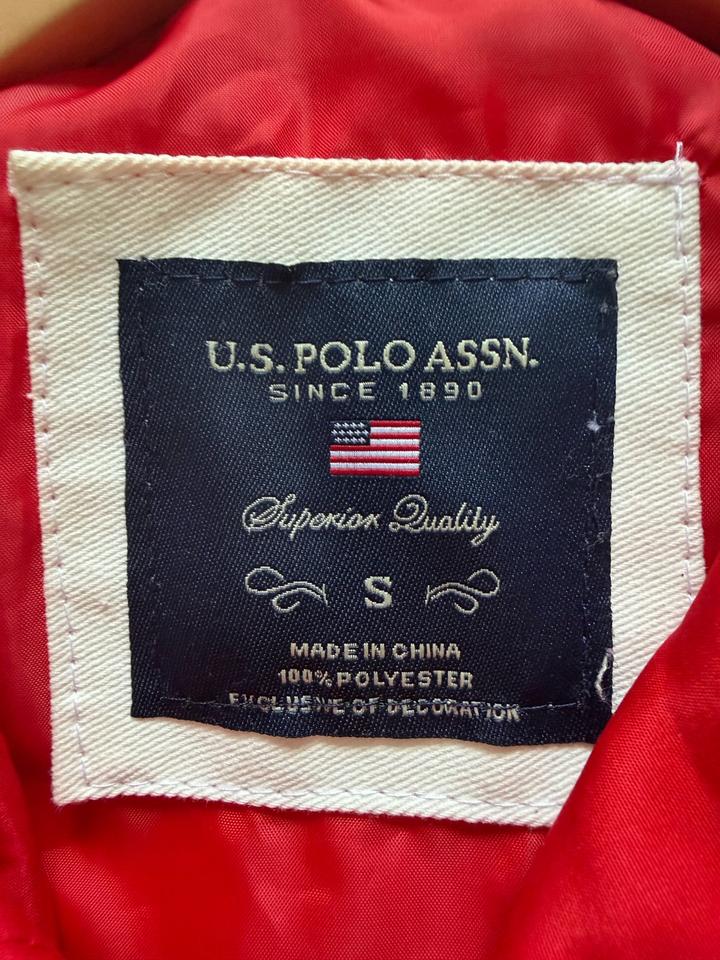 U.S. POLO ASSN.
SINCE 1890
Superior Quality
S
MADE IN CHINA
100% POLYESTER
EXCLUSIVE OF DECORATION